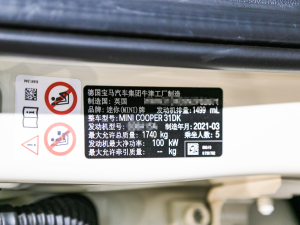 德国宝马汽车集团牛津工厂制造
制造国: 英国
品牌: 迷你(MINI)牌 发动机排量: 1499 mL
整车型号: MINI COOPER 31DK
发动机型号: 制造年月: 2021-03
最大允许总质量: 1740 kg 乘坐人数: 5
发动机最大净功率: 100 kW
最大允许牵引质量: -- kg